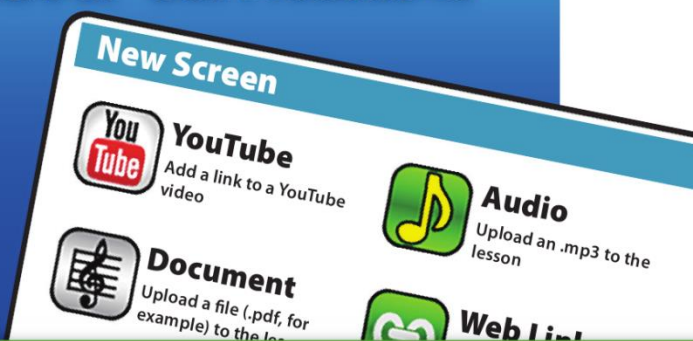 New Screen
You
Tube
YouTube
Add a link to a YouTube
video
Audio
Upload an .mp3 to the
lesson
Document
Upload a file (.pdf, for
example) to the
Web